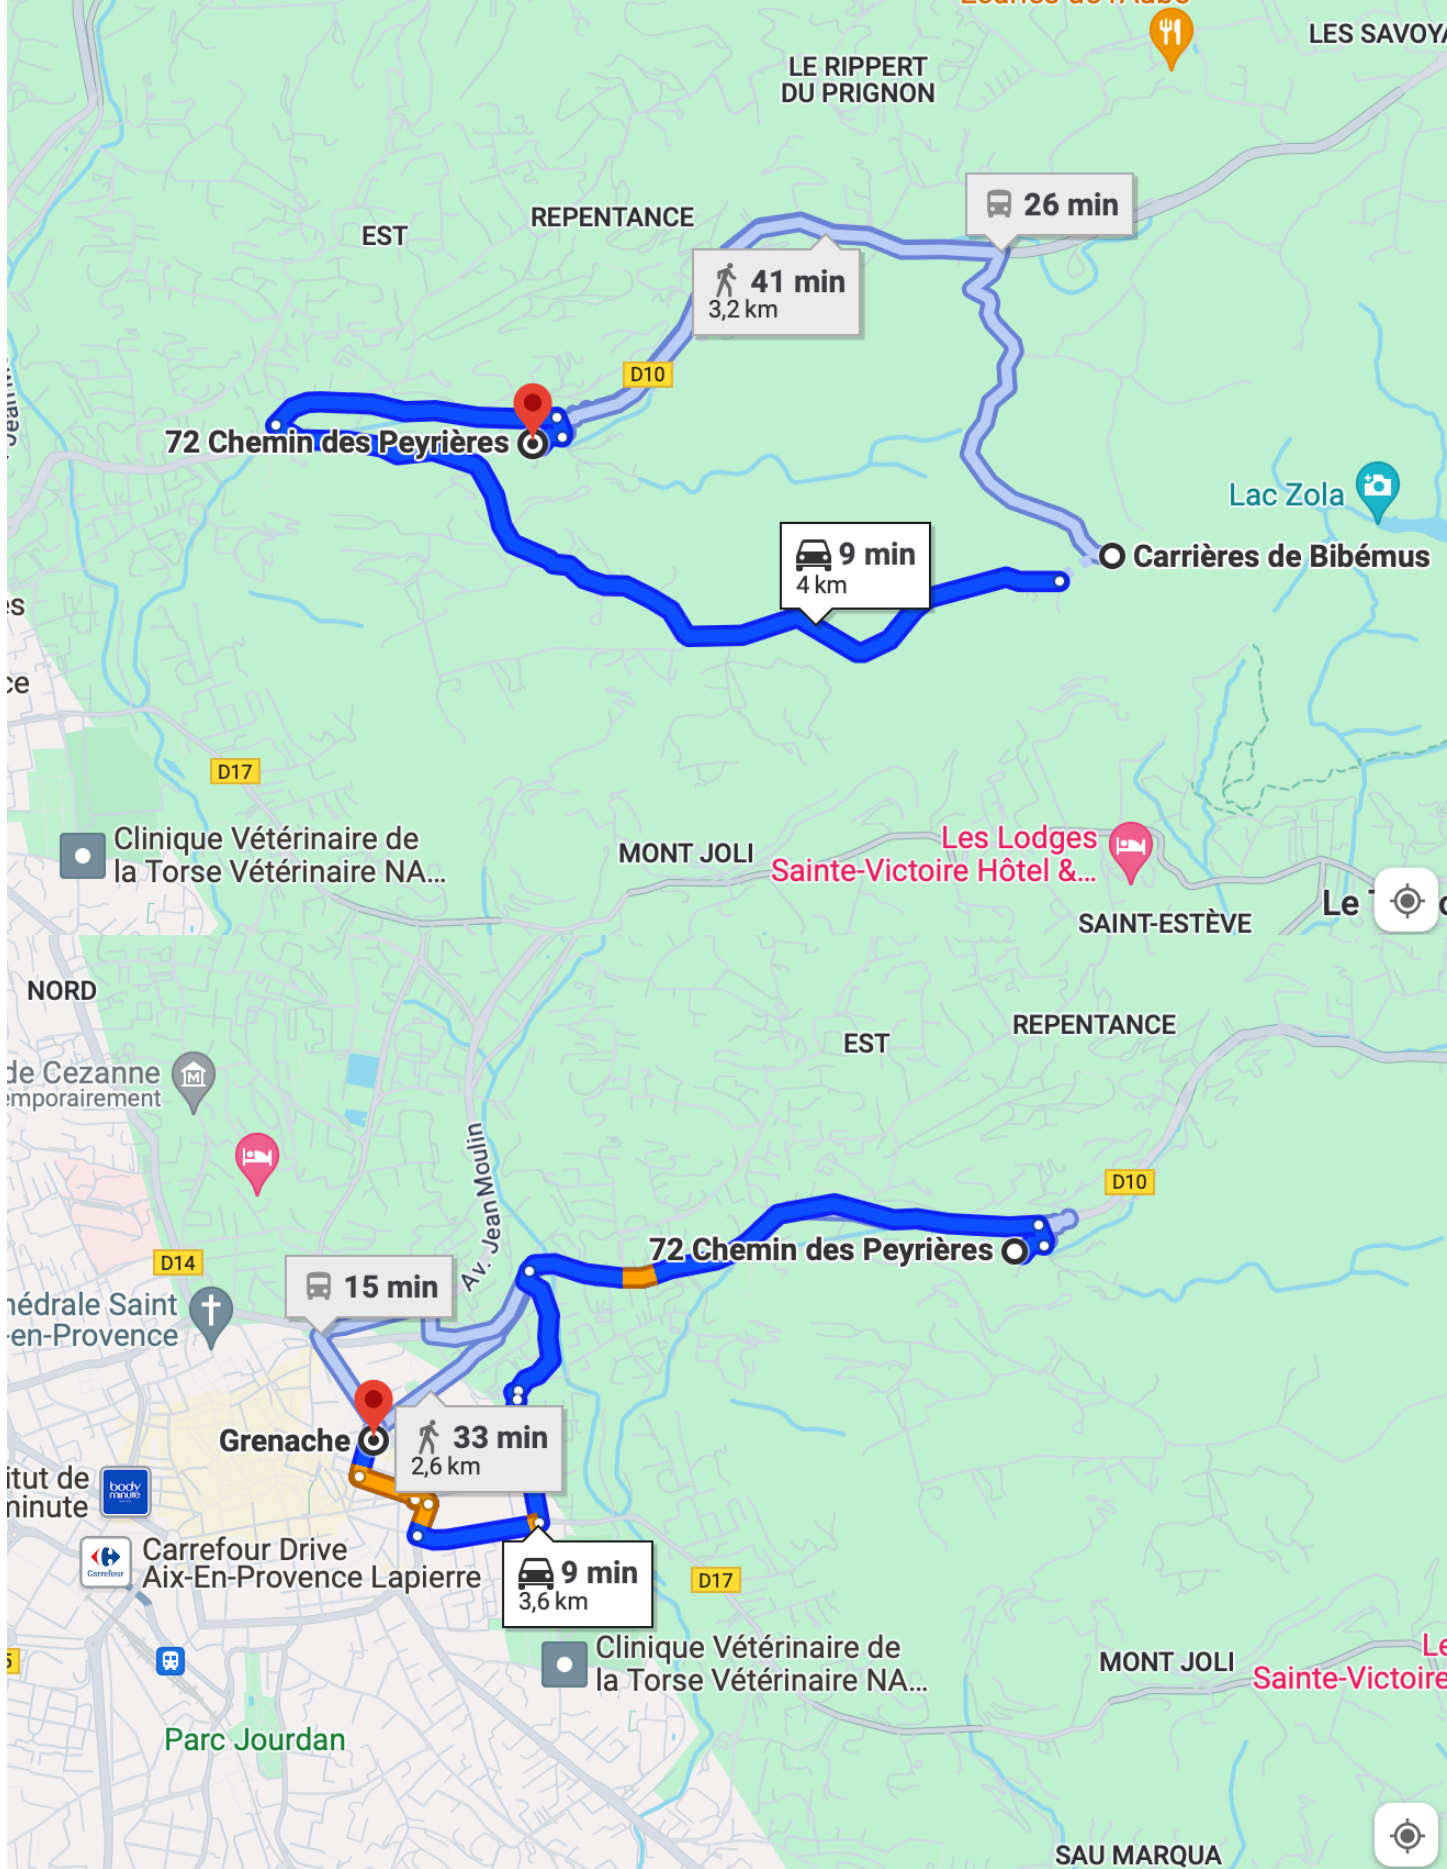 LES SAVOYA
LE RIPPERT
DU PRIGNON
26 min
REPENTANCE
EST
41 min
3,2 km
D10
72 Chemin des Peyrières
Lac Zola
9 min
4 km
Carrières de Bibémus
D17
Clinique Vétérinaire de
la Torse Vétérinaire NA...
MONT JOLI
Les Lodges
Sainte-Victoire Hôtel &...
Le
SAINT-ESTÈVE
NORD
REPENTANCE
EST
de Cezanne
emporairement
Av. Jean Moulin
D10
72 Chemin des Peyrières
D14
15 min
hédrale Saint
-en-Provence
Grenache
33 min
2,6 km
itut de
minute
body
minute
Carrefour
Carrefour Drive
Aix-En-Provence Lapierre
9 min
3,6 km
D17
Clinique Vétérinaire de
la Torse Vétérinaire NA...
MONT JOLI
Le
Sainte-Victoire
Parc Jourdan
SAU MARQUA